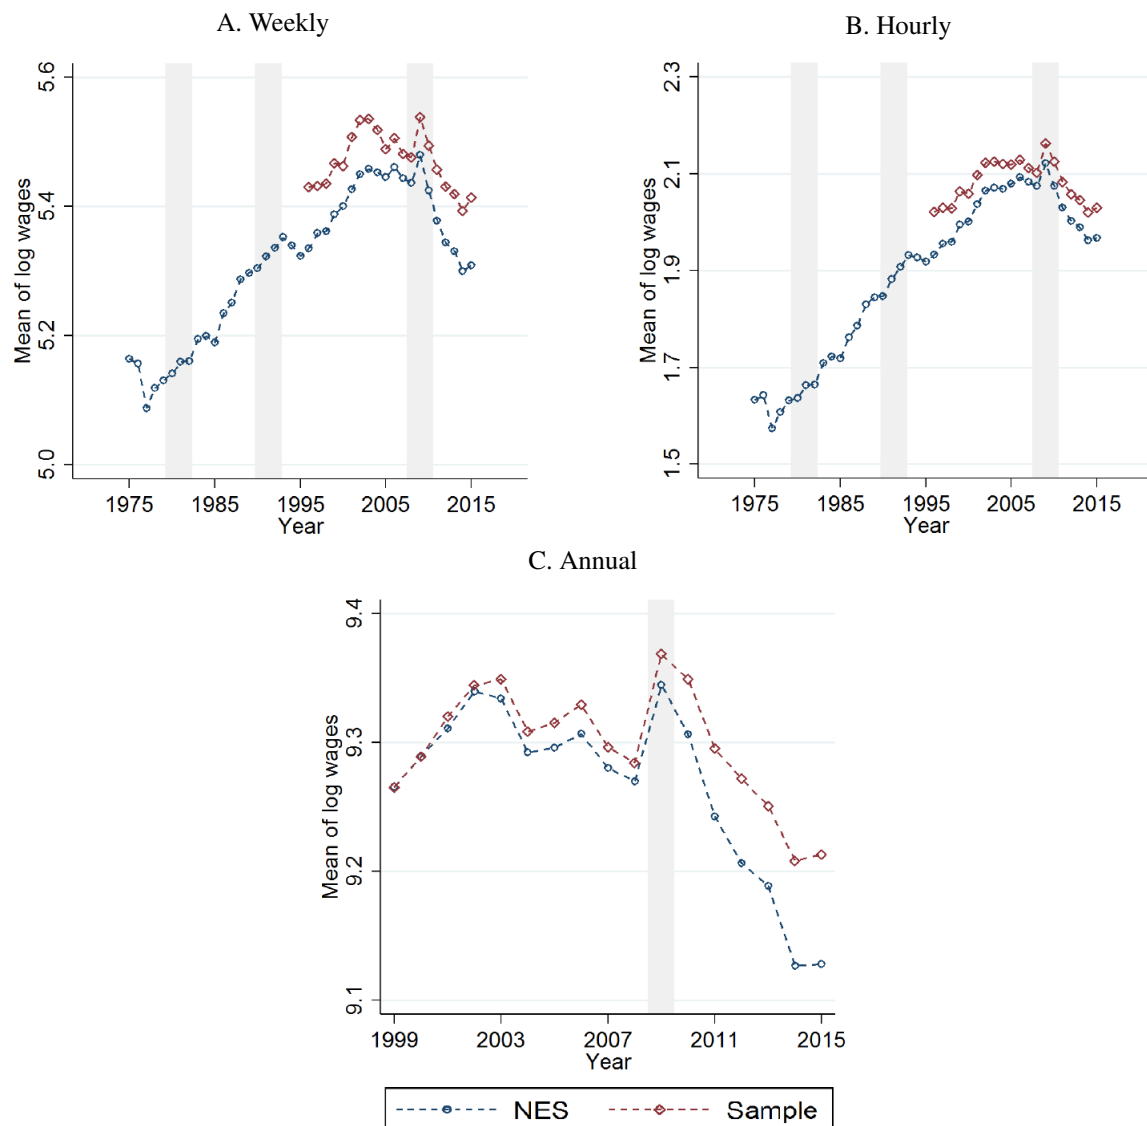 A. Weekly
B. Hourly
Mean of log wages
5.6
5.4
5.2
5.0
1975 1985 1995 2005 2015
Year
Mean of log wages
2.3
2.1
1.9
1.7
1.5
1975 1985 1995 2005 2015
Year
C. Annual
Mean of log wages
9.4
9.3
9.2
9.1
1999 2003 2007 2011 2015
Year
NES Sample